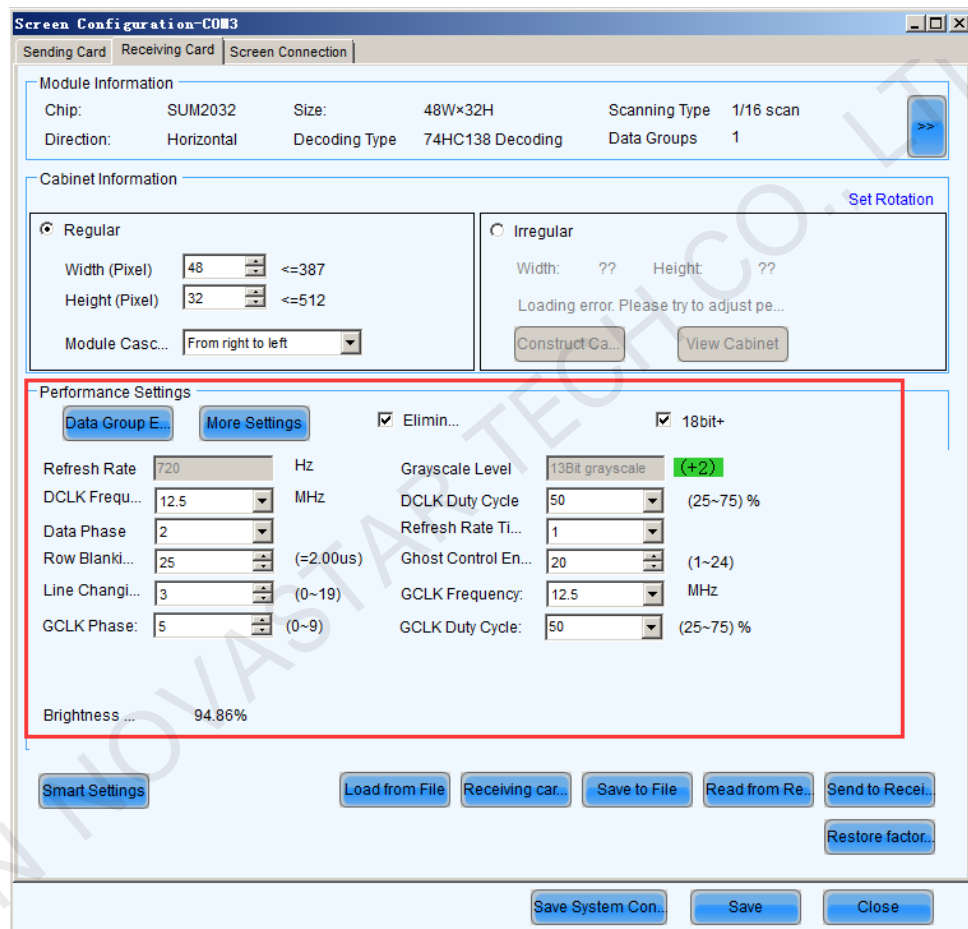 Screen Configuration-COM3
Sending Card Receiving Card Screen Connection
Module Information
Chip: SUM2032 Size: 48W×32H Scanning Type 1/16 scan
Direction: Horizontal Decoding Type 74HC138 Decoding Data Groups 1
>>
Cabinet Information
Set Rotation
Regular
Width (Pixel) 48 <=387
Height (Pixel) 32 <=512
Module Casc... From right to left
Irregular
Width: ?? Height: ??
Loading error. Please try to adjust pe...
Construct Ca... View Cabinet
Performance Settings
Data Group E... More Settings Elimin... 18bit+
Refresh Rate 720 Hz Grayscale Level 13Bit grayscale (+2)
DCLK Frequ... 12.5 MHz DCLK Duty Cycle 50 (25~75) %
Data Phase 2 Refresh Rate Ti... 1
Row Blanki... 25 (=2.00us) Ghost Control En... 20 (1~24)
Line Changi... 3 (0~19) GCLK Frequency: 12.5 MHz
GCLK Phase: 5 (0~9) GCLK Duty Cycle: 50 (25~75) %
Brightness ... 94.86%
Smart Settings Load from File Receiving car... Save to File Read from Re... Send to Recei...
Restore factor...
Save System Con... Save Close
N NOVASTAR TECH CO., LT